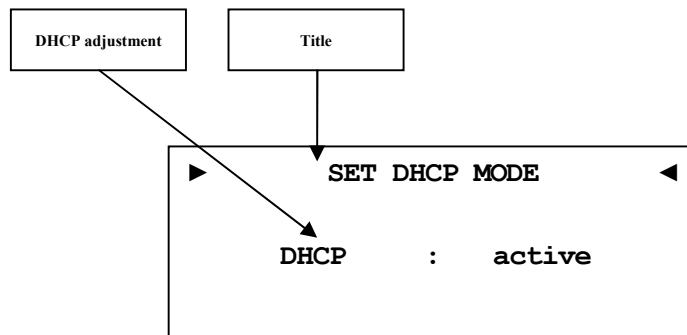 DHCP adjustment
Title
► SET DHCP MODE ◄
DHCP : active